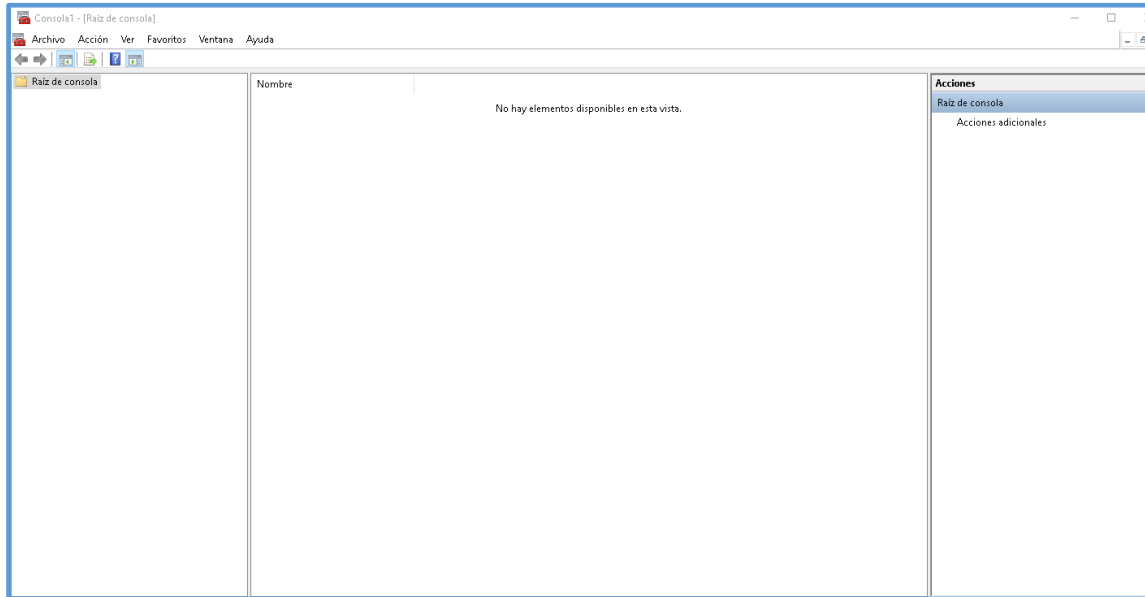 Consola1 - [Raíz de consola]
Archivo Acción Ver Favoritos Ventana Ayuda
Raíz de consola
Nombre
No hay elementos disponibles en esta vista.
Acciones
Raíz de consola
Acciones adicionales